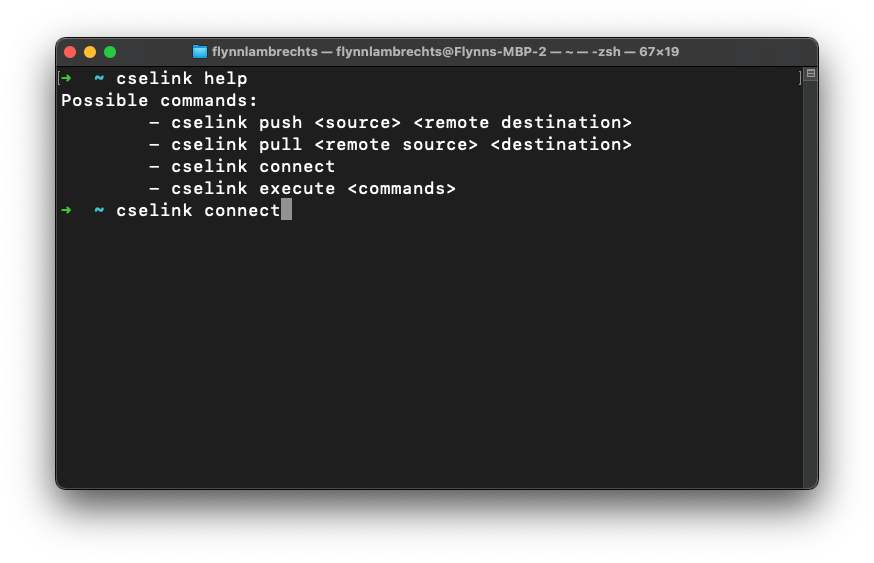 flynnlambrechts — flynnlambrechts@Flynns-MBP-2 — ~ — -zsh — 67×19
[➜  ~ cselink help ]
Possible commands:
        – cselink push <source> <remote destination>
        – cselink pull <remote source> <destination>
        – cselink connect
        – cselink execute <commands>
➜  ~ cselink connect